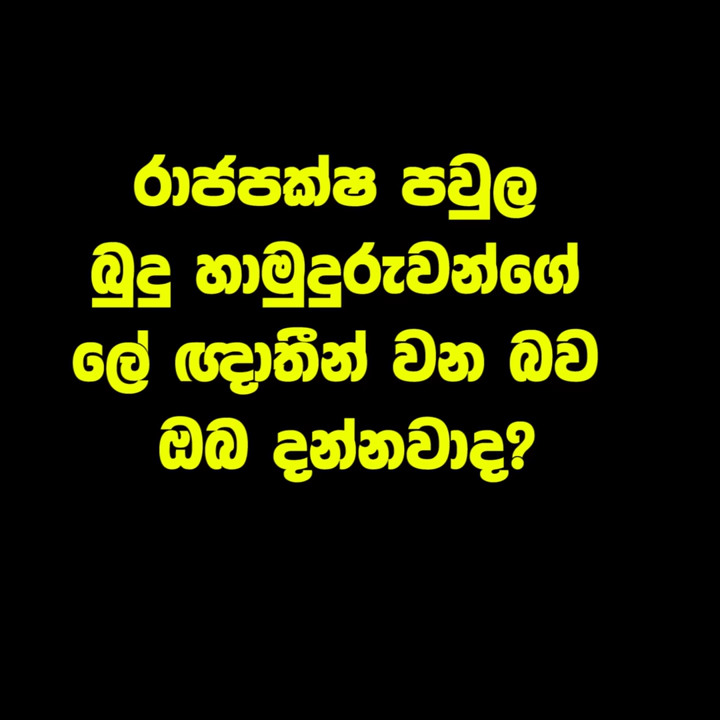 රාජපක්ෂ පවුල
බුදු හාමුදුරුවන්ගේ
ලේ ඥාතීන් වන බව
ඔබ දන්නවාද?